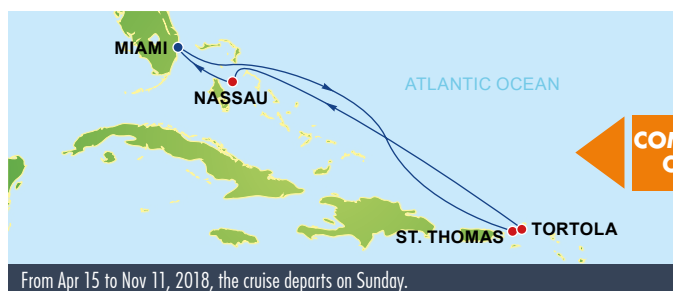 MIAMI
NASSAU
ATLANTIC OCEAN
ST. THOMAS
TORTOLA
From Apr 15 to Nov 11, 2018, the cruise departs on Sunday.